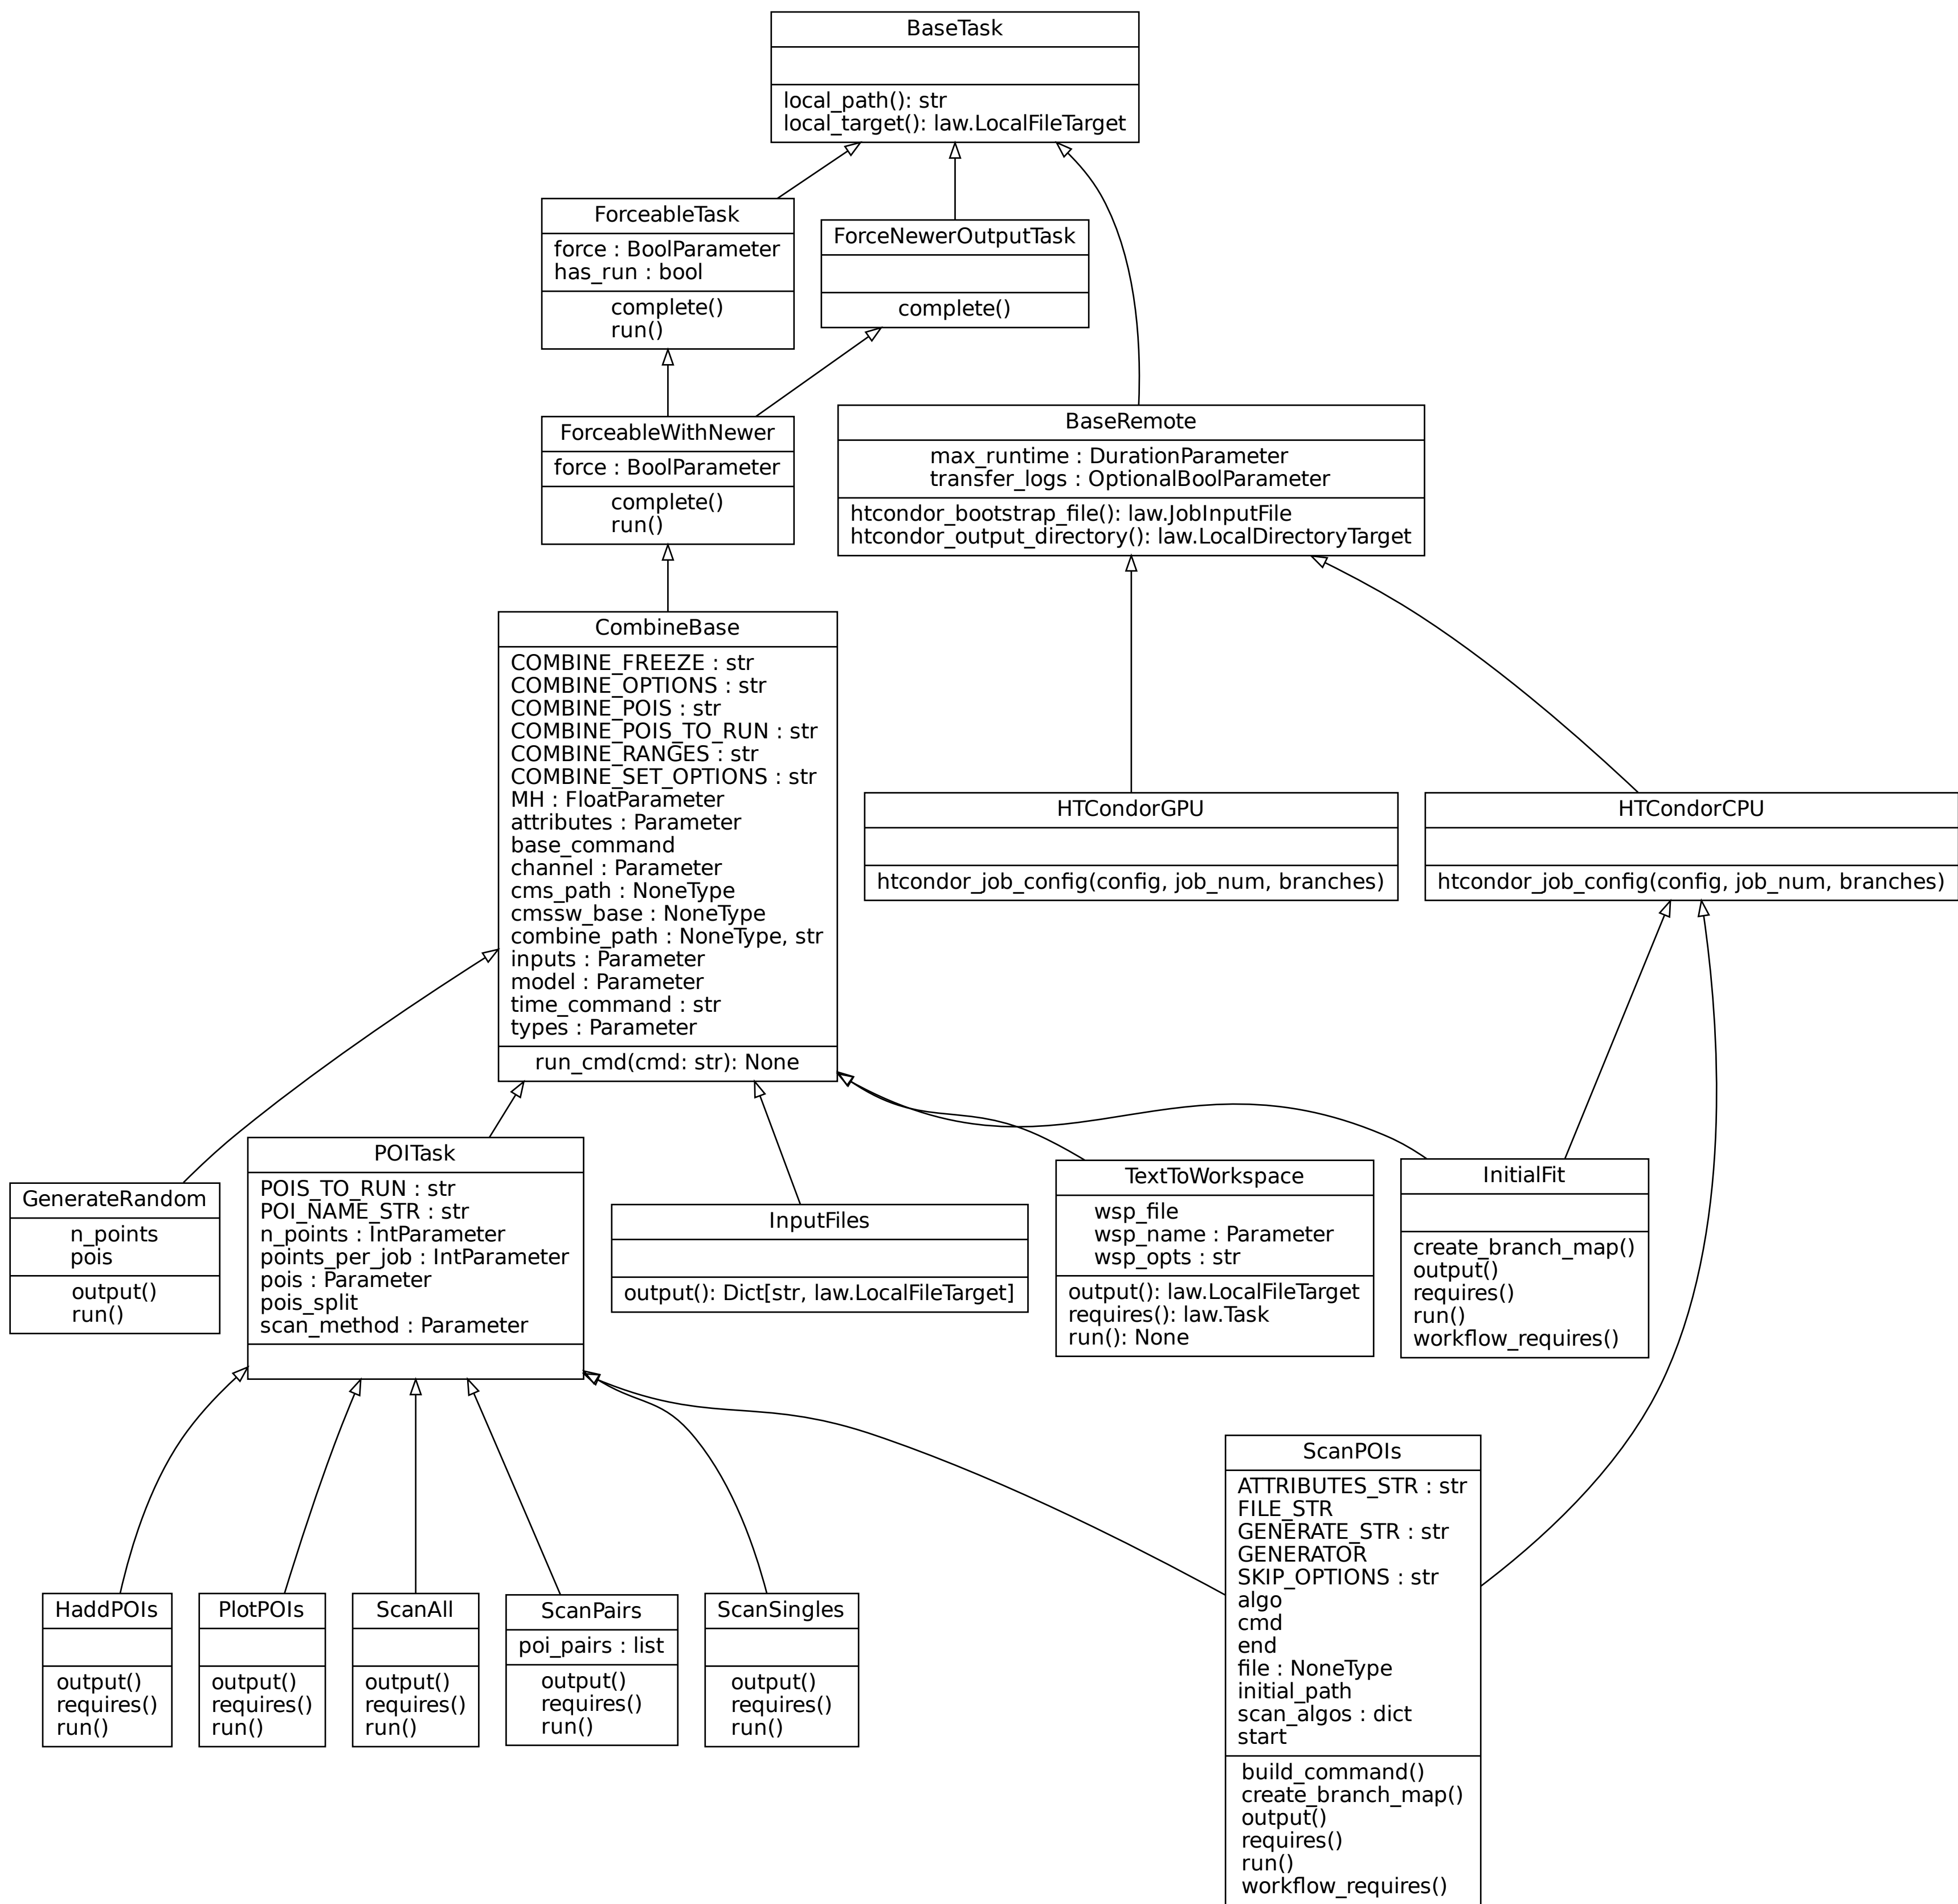 BaseTask
local_path(): str
local_target(): law.LocalFileTarget
ForceableTask
force : BoolParameter
has_run : bool
complete()
run()
ForceNewerOutputTask
complete()
ForceableWithNewer
force : BoolParameter
complete()
run()
BaseRemote
max_runtime : DurationParameter
transfer_logs : OptionalBoolParameter
htcondor_bootstrap_file(): law.JobInputFile
htcondor_output_directory(): law.LocalDirectoryTarget
CombineBase
COMBINE_FREEZE : str
COMBINE_OPTIONS : str
COMBINE_POIS : str
COMBINE_POIS_TO_RUN : str
COMBINE_RANGES : str
COMBINE_SET_OPTIONS : str
MH : FloatParameter
attributes : Parameter
base_command
channel : Parameter
cms_path : NoneType
cmssw_base : NoneType
combine_path : NoneType, str
inputs : Parameter
model : Parameter
time_command : str
types : Parameter
run_cmd(cmd: str): None
HTCondorGPU
htcondor_job_config(config, job_num, branches)
HTCondorCPU
htcondor_job_config(config, job_num, branches)
GenerateRandom
n_points
pois
output()
run()
POITask
POIS_TO_RUN : str
POI_NAME_STR : str
n_points : IntParameter
points_per_job : IntParameter
pois : Parameter
pois_split
scan_method : Parameter
InputFiles
output(): Dict[str, law.LocalFileTarget]
TextToWorkspace
wsp_file
wsp_name : Parameter
wsp_opts : str
output(): law.LocalFileTarget
requires(): law.Task
run(): None
InitialFit
create_branch_map()
output()
requires()
run()
workflow_requires()
HaddPOIs
output()
requires()
run()
PlotPOIs
output()
requires()
run()
ScanAll
output()
requires()
run()
ScanPairs
poi_pairs : list
output()
requires()
run()
ScanSingles
output()
requires()
run()
ScanPOIs
ATTRIBUTES_STR : str
FILE_STR
GENERATE_STR : str
GENERATOR
SKIP_OPTIONS : str
algo
cmd
end
file : NoneType
initial_path
scan_algos : dict
start
build_command()
create_branch_map()
output()
requires()
run()
workflow_requires()